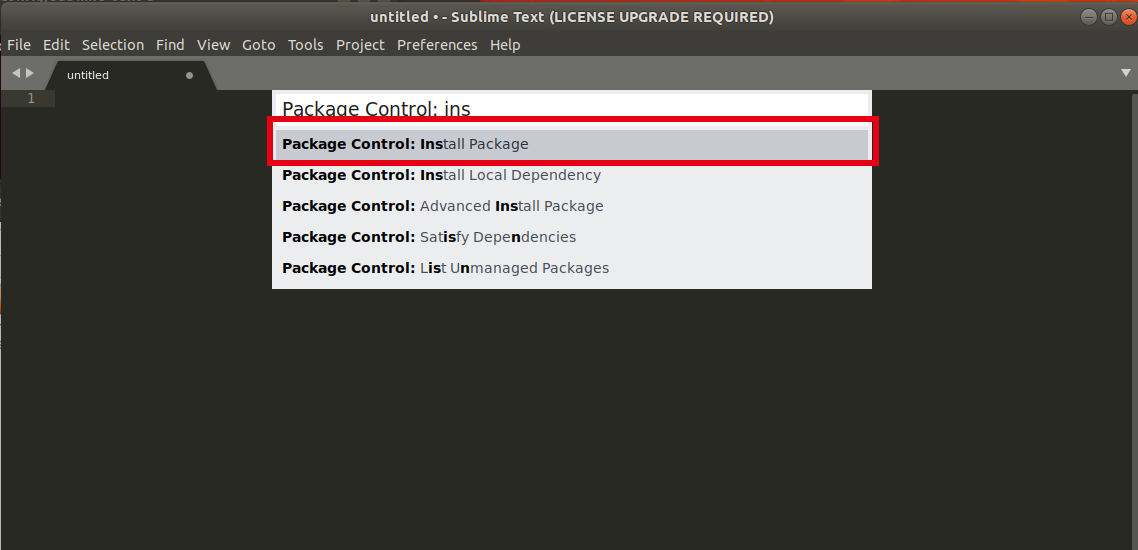 untitled • - Sublime Text (LICENSE UPGRADE REQUIRED)
File Edit Selection Find View Goto Tools Project Preferences Help
untitled
1
Package Control: ins
Package Control: Install Package
Package Control: Install Local Dependency
Package Control: Advanced Install Package
Package Control: Satisfy Dependencies
Package Control: List Unmanaged Packages